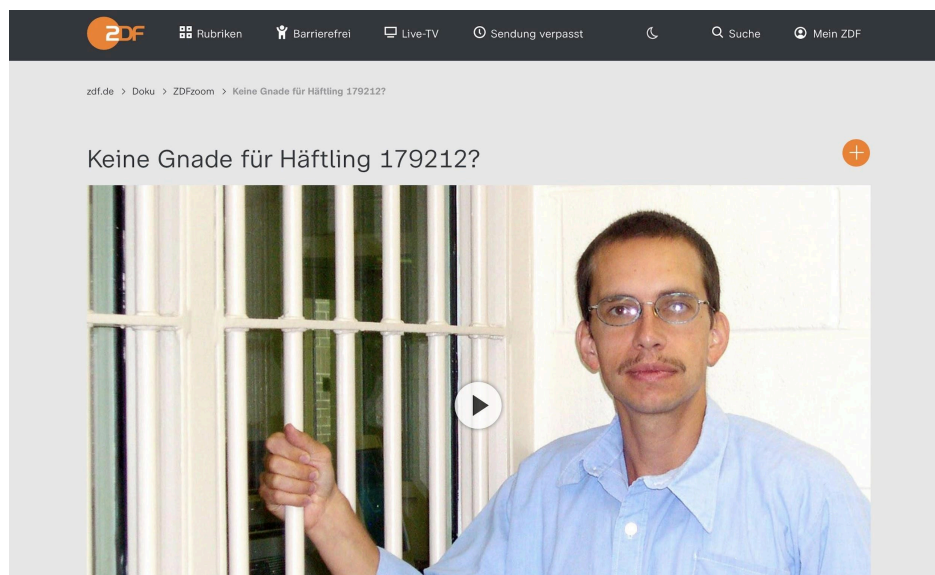 ZDF Rubriken Barrierefrei Live-TV Sendung verpasst Suche Mein ZDF
zdf.de > Doku > ZDFzoom > Keine Gnade für Häftling 179212?
Keine Gnade für Häftling 179212?